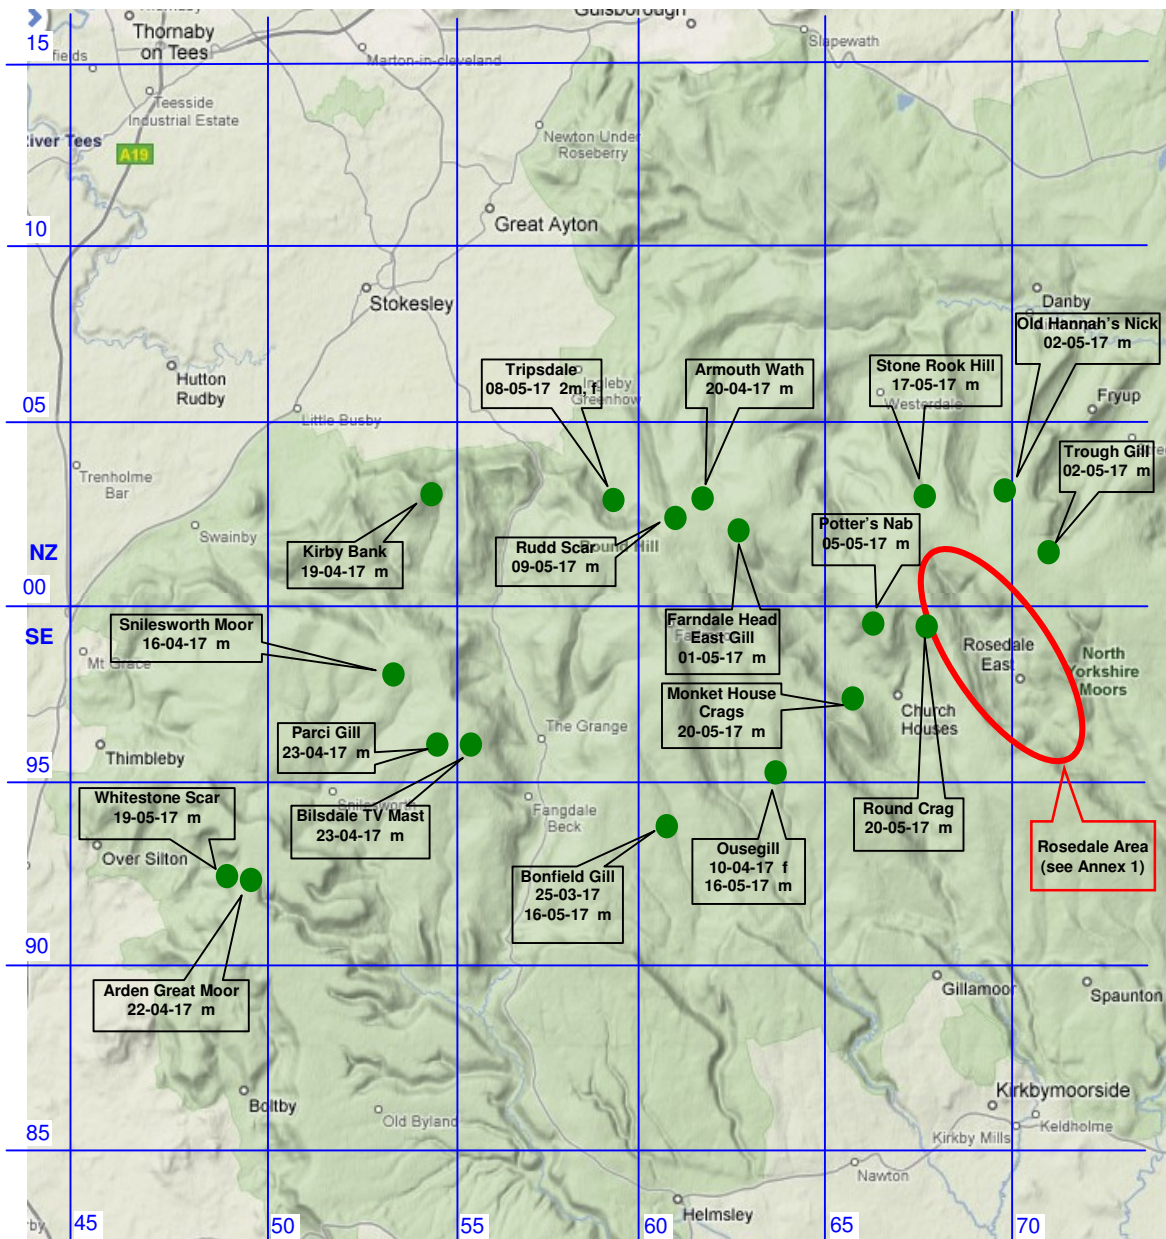 Guisborough
Thornaby
on Tees
15
fields
Slapewath
Marton-in-cleveland
Teesside
Industrial Estate
River Tees
A19
Newton Under
Roseberry
Great Ayton
10
Danby
Stokesley
Old Hannah's Nick
02-05-17 m
Hutton
Rudby
Tripsdale
08-05-17 2m, f
Ingleby
Greenhow
Armouth Wath
20-04-17 m
Stone Rook Hill
17-05-17 m
Westerdale
Fryup
05
Little Busby
Trough Gill
02-05-17 m
Trenholme
Bar
Swainby
Kirby Bank
19-04-17 m
Rudd Scar
09-05-17 m
Round Hill
Potter's Nab
05-05-17 m
NZ
00
SE
Snilesworth Moor
16-04-17 m
Mt Grace
Farndale Head
East Gill
01-05-17 m
Rosedale
East
North
Yorkshire
Moors
Monket House
Crags
20-05-17 m
Church
Houses
Parci Gill
23-04-17 m
The Grange
Thimbleby
95
Whitestone Scar
19-05-17 m
Snilesworth
Bilsdale TV Mast
23-04-17 m
Fangdale
Beck
Round Crag
20-05-17 m
Rosedale Area
(see Annex 1)
Over Silton
Ousegill
10-04-17 f
16-05-17 m
Bonfield Gill
25-03-17
16-05-17 m
90
Arden Great Moor
22-04-17 m
Gillamoor
Spaunton
Boltby
Old Byland
Kirkbymoorside
Keldholme
Kirkby Mills
85
Nawton
Helmsley
45
50
55
60
65
70